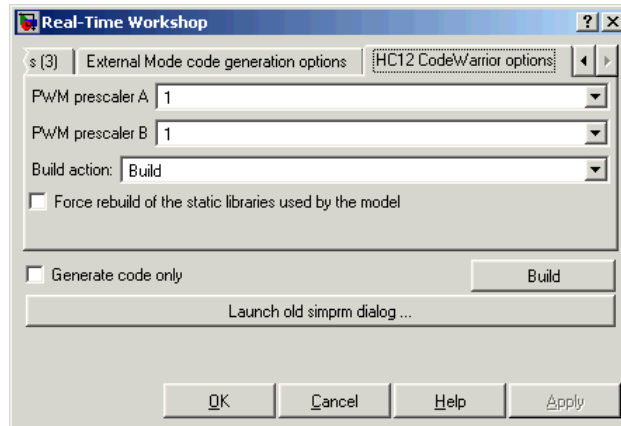 Real-Time Workshop
s (3) External Mode code generation options HC12 CodeWarrior options
PWM prescaler A 1
PWM prescaler B 1
Build action: Build
Force rebuild of the static libraries used by the model
Generate code only Build
Launch old simprm dialog ...
OK Cancel Help Apply